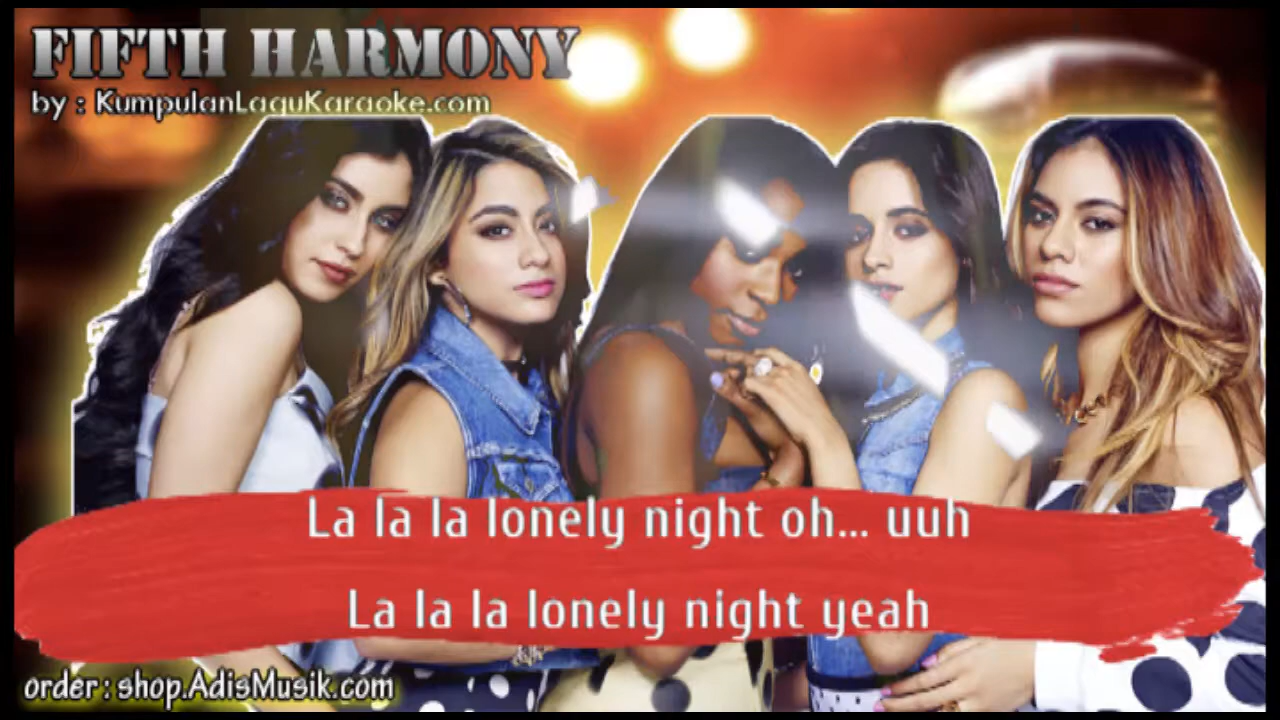 FIFTH HARMONY
by : KumpulanLaguKaraoke.com
La la la lonely night oh... uuh
La la la lonely night yeah
order : shop.AdisMusik.com